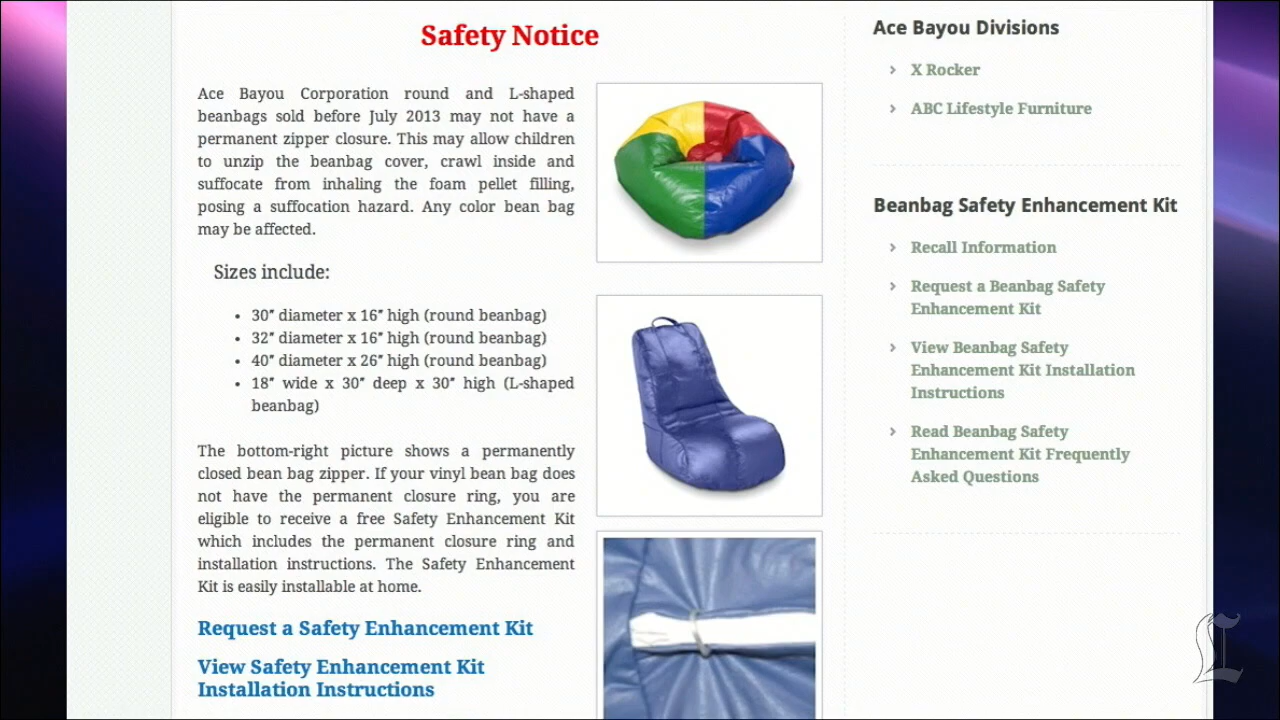 Safety Notice
Ace Bayou Corporation round and L-shaped
beanbags sold before July 2013 may not have a
permanent zipper closure. This may allow children
to unzip the beanbag cover, crawl inside and
suffocate from inhaling the foam pellet filling,
posing a suffocation hazard. Any color bean bag
may be affected.
Sizes include:
• 30″ diameter x 16″ high (round beanbag)
• 32″ diameter x 16″ high (round beanbag)
• 40″ diameter x 26″ high (round beanbag)
• 18″ wide x 30″ deep x 30″ high (L-shaped
beanbag)
The bottom-right picture shows a permanently
closed bean bag zipper. If your vinyl bean bag does
not have the permanent closure ring, you are
eligible to receive a free Safety Enhancement Kit
which includes the permanent closure ring and
installation instructions. The Safety Enhancement
Kit is easily installable at home.
Request a Safety Enhancement Kit
View Safety Enhancement Kit
Installation Instructions
Ace Bayou Divisions
X Rocker
ABC Lifestyle Furniture
Beanbag Safety Enhancement Kit
Recall Information
Request a Beanbag Safety
Enhancement Kit
View Beanbag Safety
Enhancement Kit Installation
Instructions
Read Beanbag Safety
Enhancement Kit Frequently
Asked Questions
L